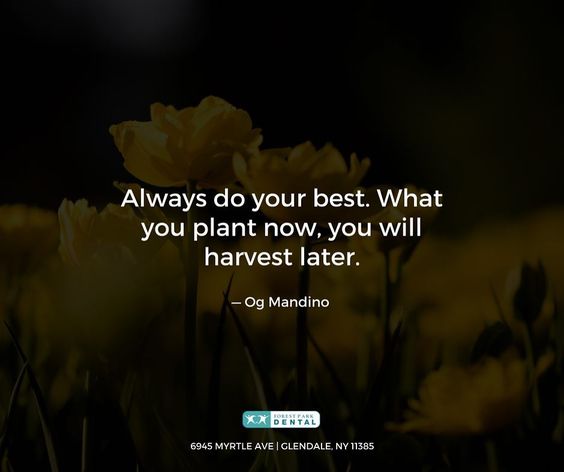 Always do your best. What
you plant now, you will
harvest later.
— Og Mandino
FOREST PARK
DENTAL
6945 MYRTLE AVE | GLENDALE, NY 11385